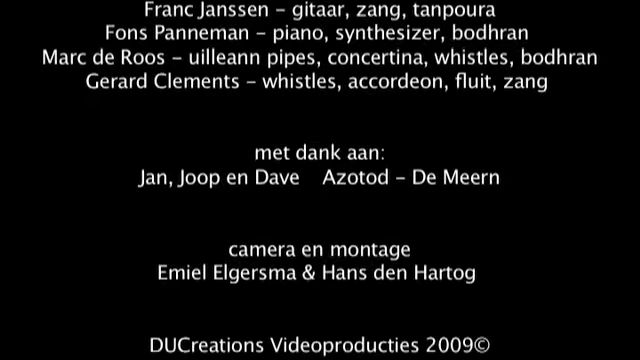 Franc Janssen - gitaar, zang, tanpoura
Fons Panneman - piano, synthesizer, bodhran
Marc de Roos - uilleann pipes, concertina, whistles, bodhran
Gerard Clements - whistles, accordeon, fluit, zang
met dank aan:
Jan, Joop en Dave Azotod - De Meern
camera en montage
Emiel Elgersma & Hans den Hartog
DUCreations Videoproducties 2009©